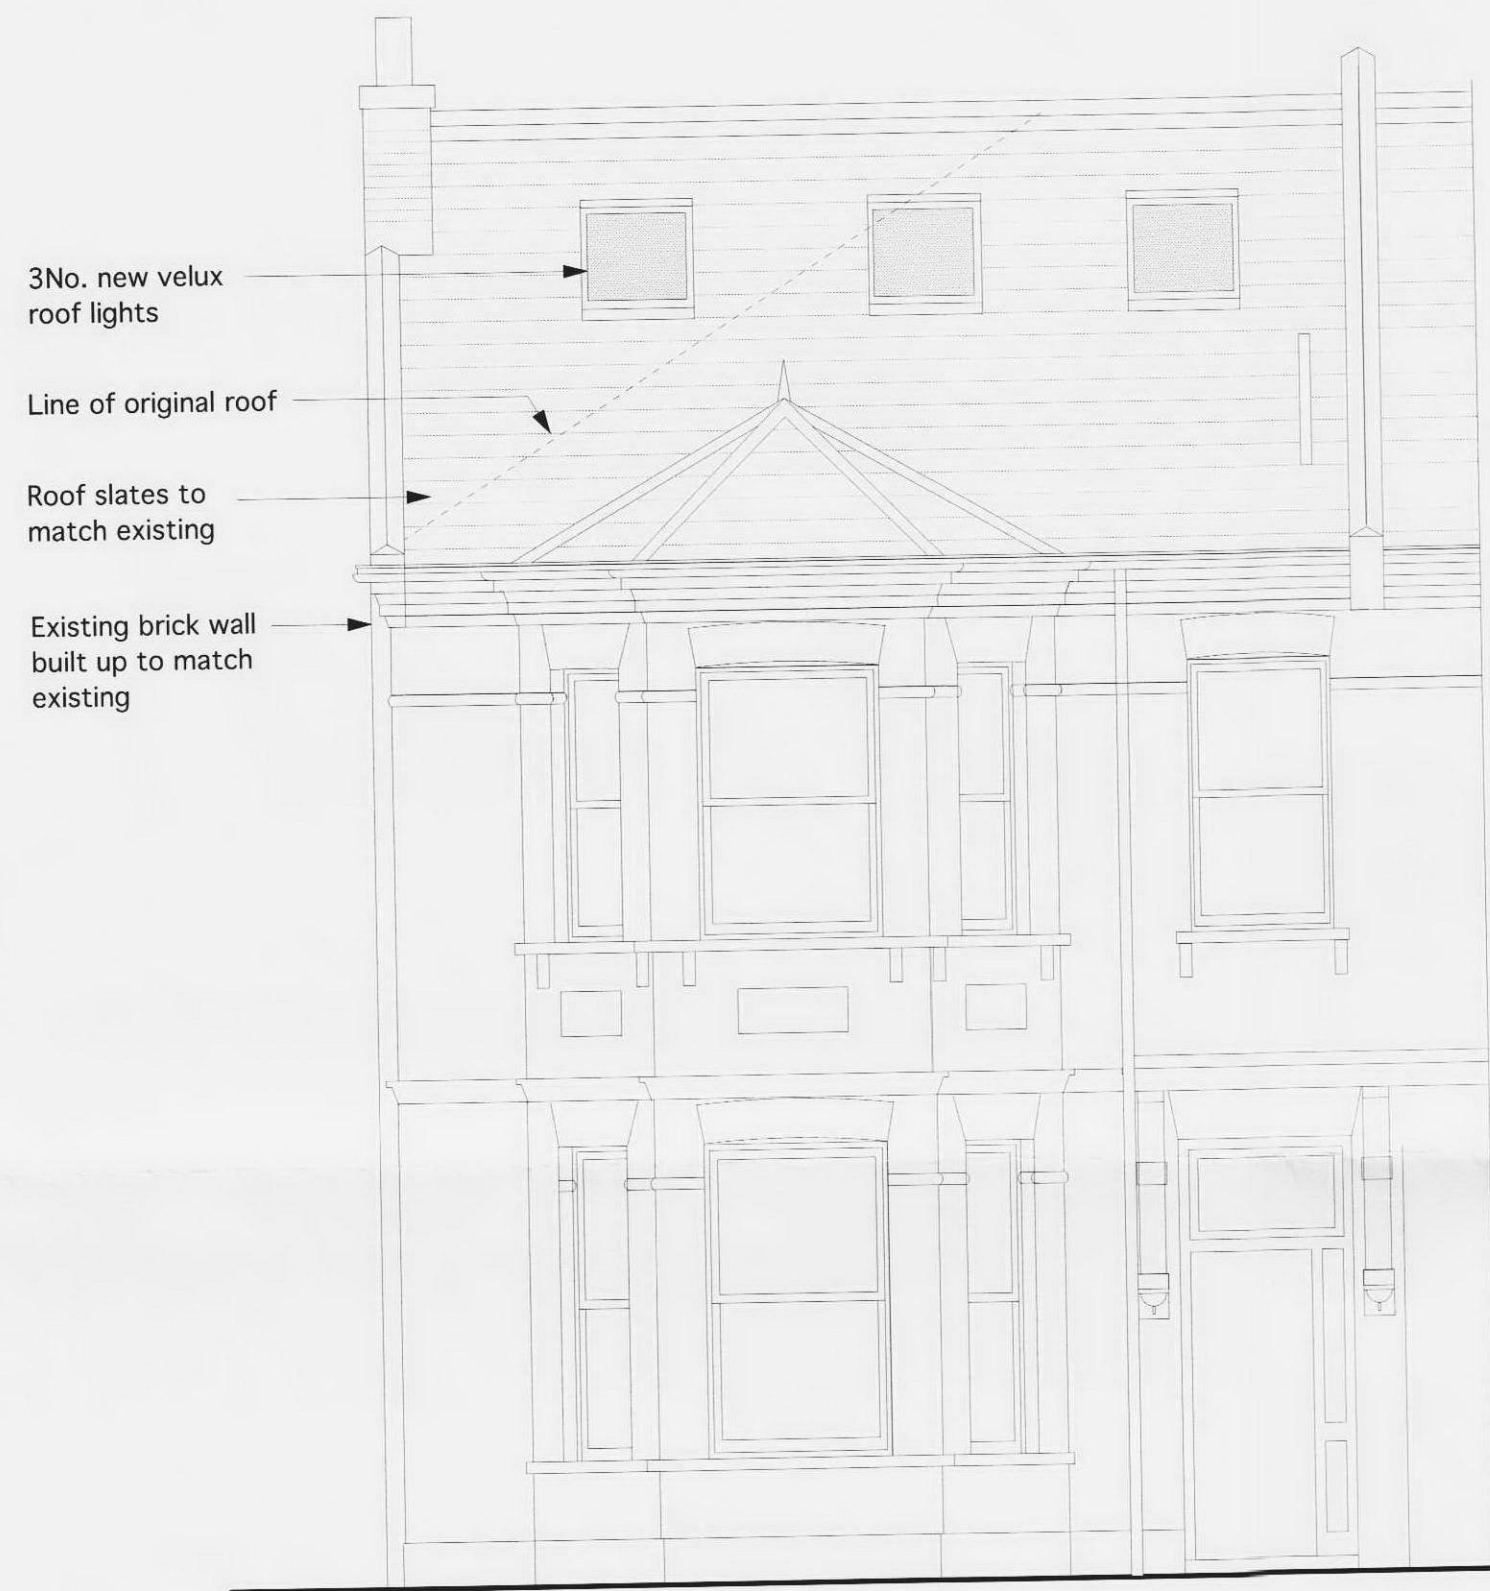 3No. new velux
roof lights
Line of original roof
Roof slates to
match existing
Existing brick wall
built up to match
existing